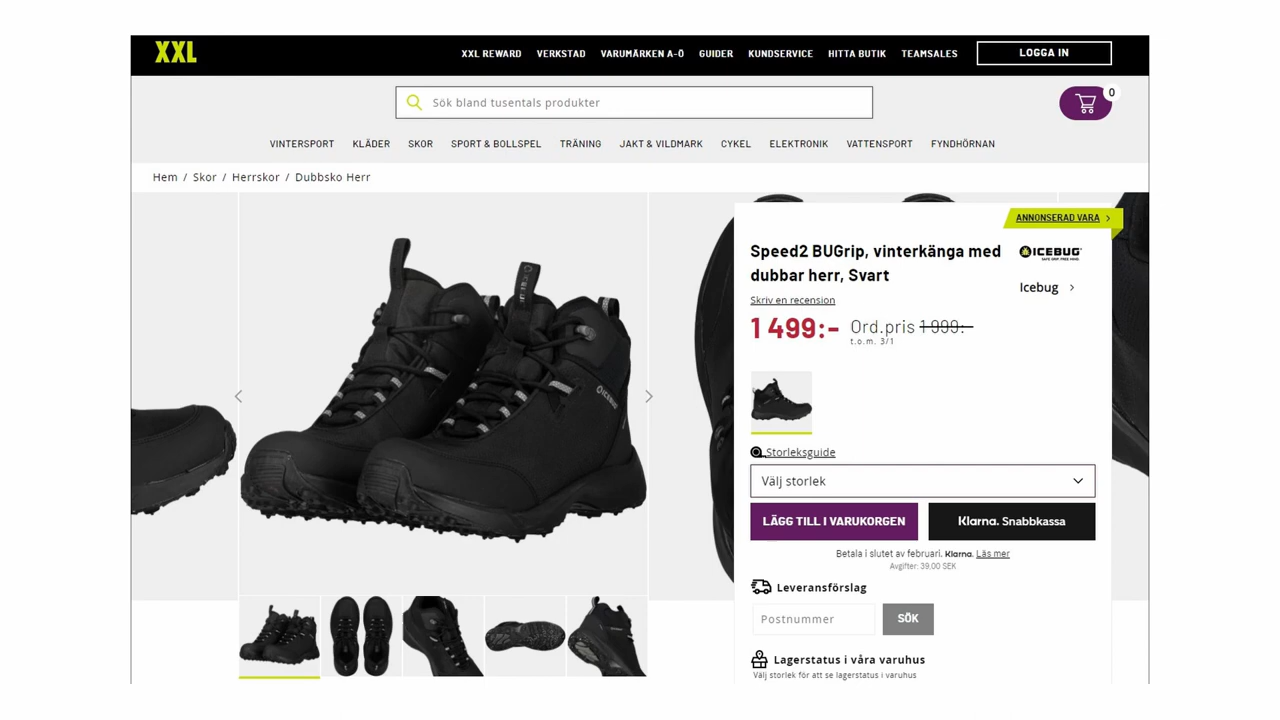 XXL
XXL REWARD VERKSTAD VARUMÄRKEN A-Ö GUIDER KUNDSERVICE HITTA BUTIK TEAMSALES LOGGA IN
Sök bland tusentals produkter
0
VINTERSPORT KLÄDER SKOR SPORT & BOLLSPEL TRÄNING JAKT & VILDMARK CYKEL ELEKTRONIK VATTENSPORT FYNDHÖRNAN
Hem / Skor / Herrskor / Dubbsko Herr
ANNONSERAD VARA
Speed2 BUGrip, vinterkänga med
dubbar herr, Svart
ICEBUG
Icebug
Skriv en recension
1 499:- Ord.pris 1 999:-
t.o.m. 3/1
ICEBUG
Storleksguide
Välj storlek
LÄGG TILL I VARUKORGEN
Klarna. Snabbkassa
Betala i slutet av februari. Klarna. Läs mer
Avgifter: 39,00 SEK
Leveransförslag
Postnummer SÖK
Lagerstatus i våra varuhus
Välj storlek för att se lagerstatus i varuhus